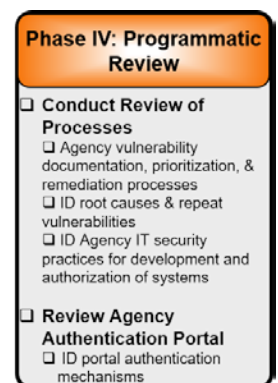 Phase IV: Programmatic
Review
❑ Conduct Review of
Processes
❑ Agency vulnerability
documentation, prioritization, &
remediation processes
❑ ID root causes & repeat
vulnerabilities
❑ ID Agency IT security
practices for development and
authorization of systems
❑ Review Agency
Authentication Portal
❑ ID portal authentication
mechanisms